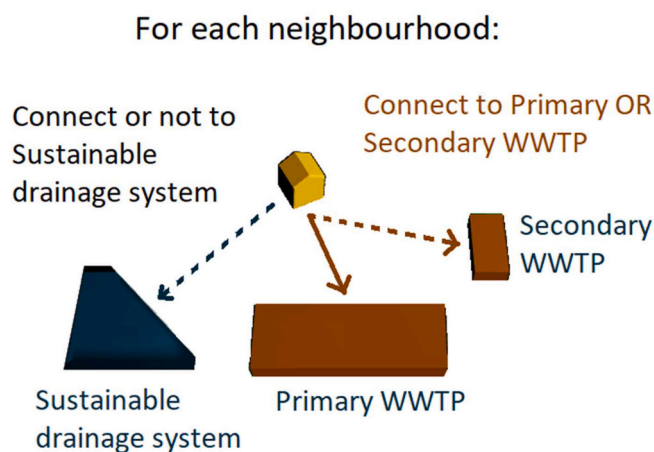 For each neighbourhood:
Connect or not to
Sustainable
drainage system
Connect to Primary OR
Secondary WWTP
Secondary
WWTP
Sustainable
drainage system
Primary WWTP